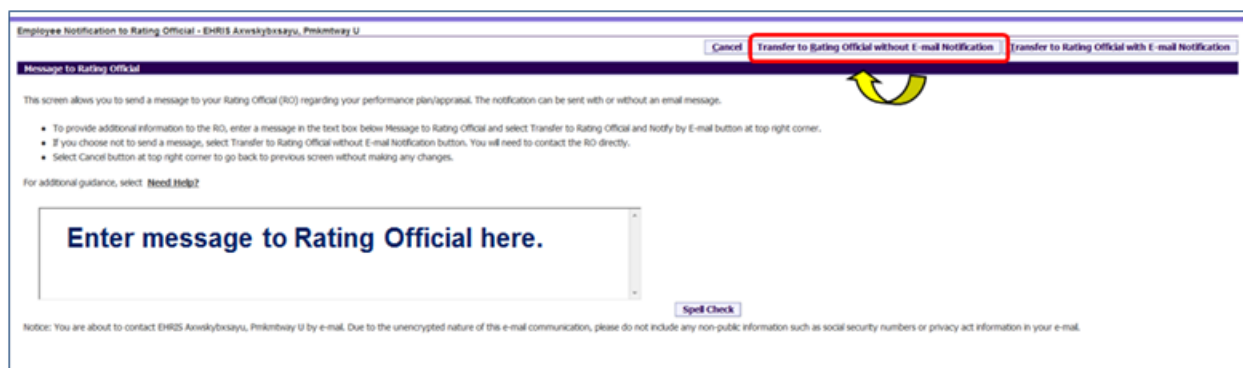 Employee Notification to Rating Official - EHRIS Axwskybxsayu, Pmkmtway U
Cancel Transfer to Rating Official without E-mail Notification Transfer to Rating Official with E-mail Notification
Message to Rating Official
This screen allows you to send a message to your Rating Official (RO) regarding your performance plan/appraisal. The notification can be sent with or without an email message.
• To provide additional information to the RO, enter a message in the text box below Message to Rating Official and select Transfer to Rating Official and Notify by E-mail button at top right corner.
• If you choose not to send a message, select Transfer to Rating Official without E-mail Notification button. You will need to contact the RO directly.
• Select Cancel button at top right corner to go back to previous screen without making any changes.
For additional guidance, select Need Help?
Enter message to Rating Official here.
Spell Check
Notice: You are about to contact EHRIS Axwskybxsayu, Pmkmtway U by e-mail. Due to the unencrypted nature of this e-mail communication, please do not include any non-public information such as social security numbers or privacy act information in your e-mail.